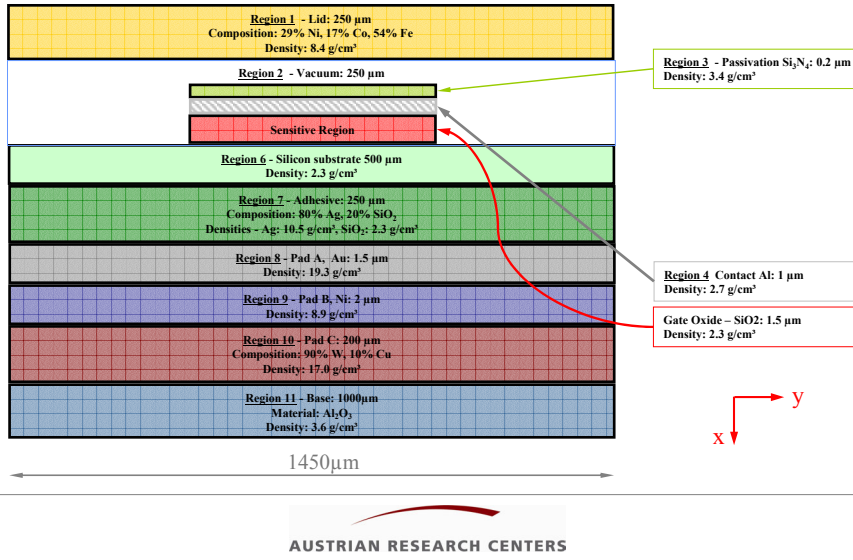 Region 1 - Lid: 250 µm
Composition: 29% Ni, 17% Co, 54% Fe
Density: 8.4 g/cm³
Region 2 - Vacuum: 250 µm
Region 3 - Passivation Si₃N₄: 0.2 µm
Density: 3.4 g/cm³
Sensitive Region
Region 6 - Silicon substrate 500 µm
Density: 2.3 g/cm³
Region 7 - Adhesive: 250 µm
Composition: 80% Ag, 20% SiO₂
Densities - Ag: 10.5 g/cm³, SiO₂: 2.3 g/cm³
Region 8 - Pad A, Au: 1.5 µm
Density: 19.3 g/cm³
Region 4 Contact Al: 1 µm
Density: 2.7 g/cm³
Region 9 - Pad B, Ni: 2 µm
Density: 8.9 g/cm³
Gate Oxide – SiO2: 1.5 µm
Density: 2.3 g/cm³
Region 10 - Pad C: 200 µm
Composition: 90% W, 10% Cu
Density: 17.0 g/cm³
Region 11 - Base: 1000µm
Material: Al₂O₃
Density: 3.6 g/cm³
y
x
1450µm
AUSTRIAN RESEARCH CENTERS